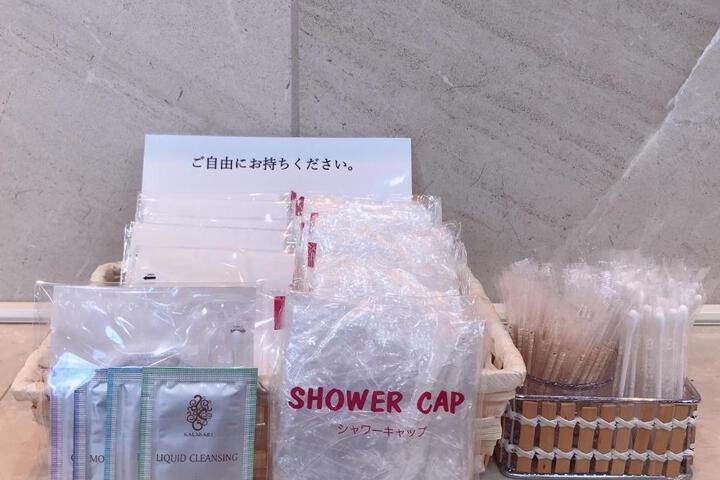 ご自由にお持ちください。
SHOWER CAP
シャワーキャップ
LIQUID CLEANSING